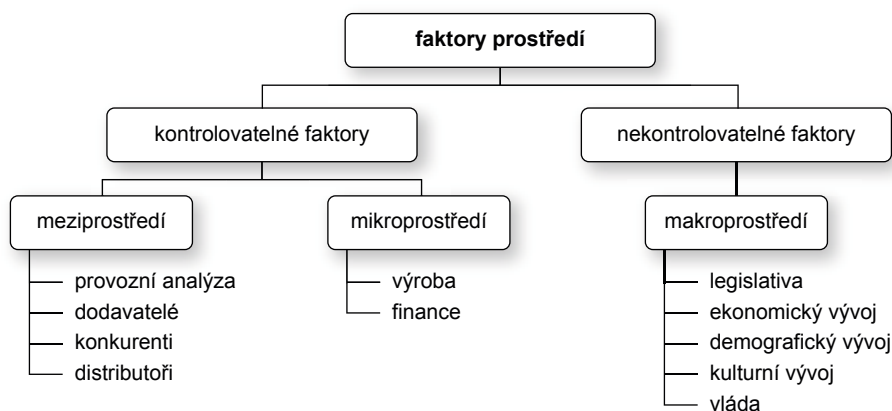 faktory prostředí
kontrolovatelné faktory
nekontrolovatelné faktory
meziprostředí
mikroprostředí
makroprostředí
provozní analýza
dodavatelé
konkurenti
distributoři
výroba
finance
legislativa
ekonomický vývoj
demografický vývoj
kulturní vývoj
vláda